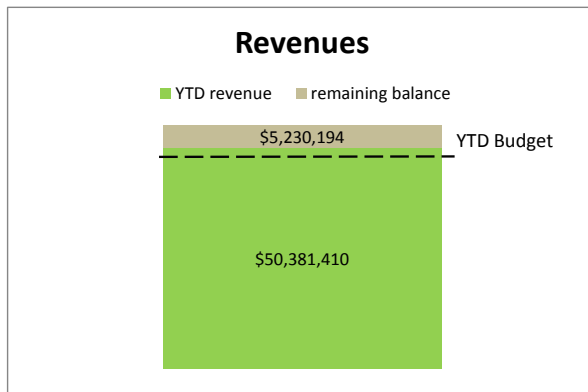 Revenues
YTD revenue remaining balance
$5,230,194
YTD Budget
$50,381,410